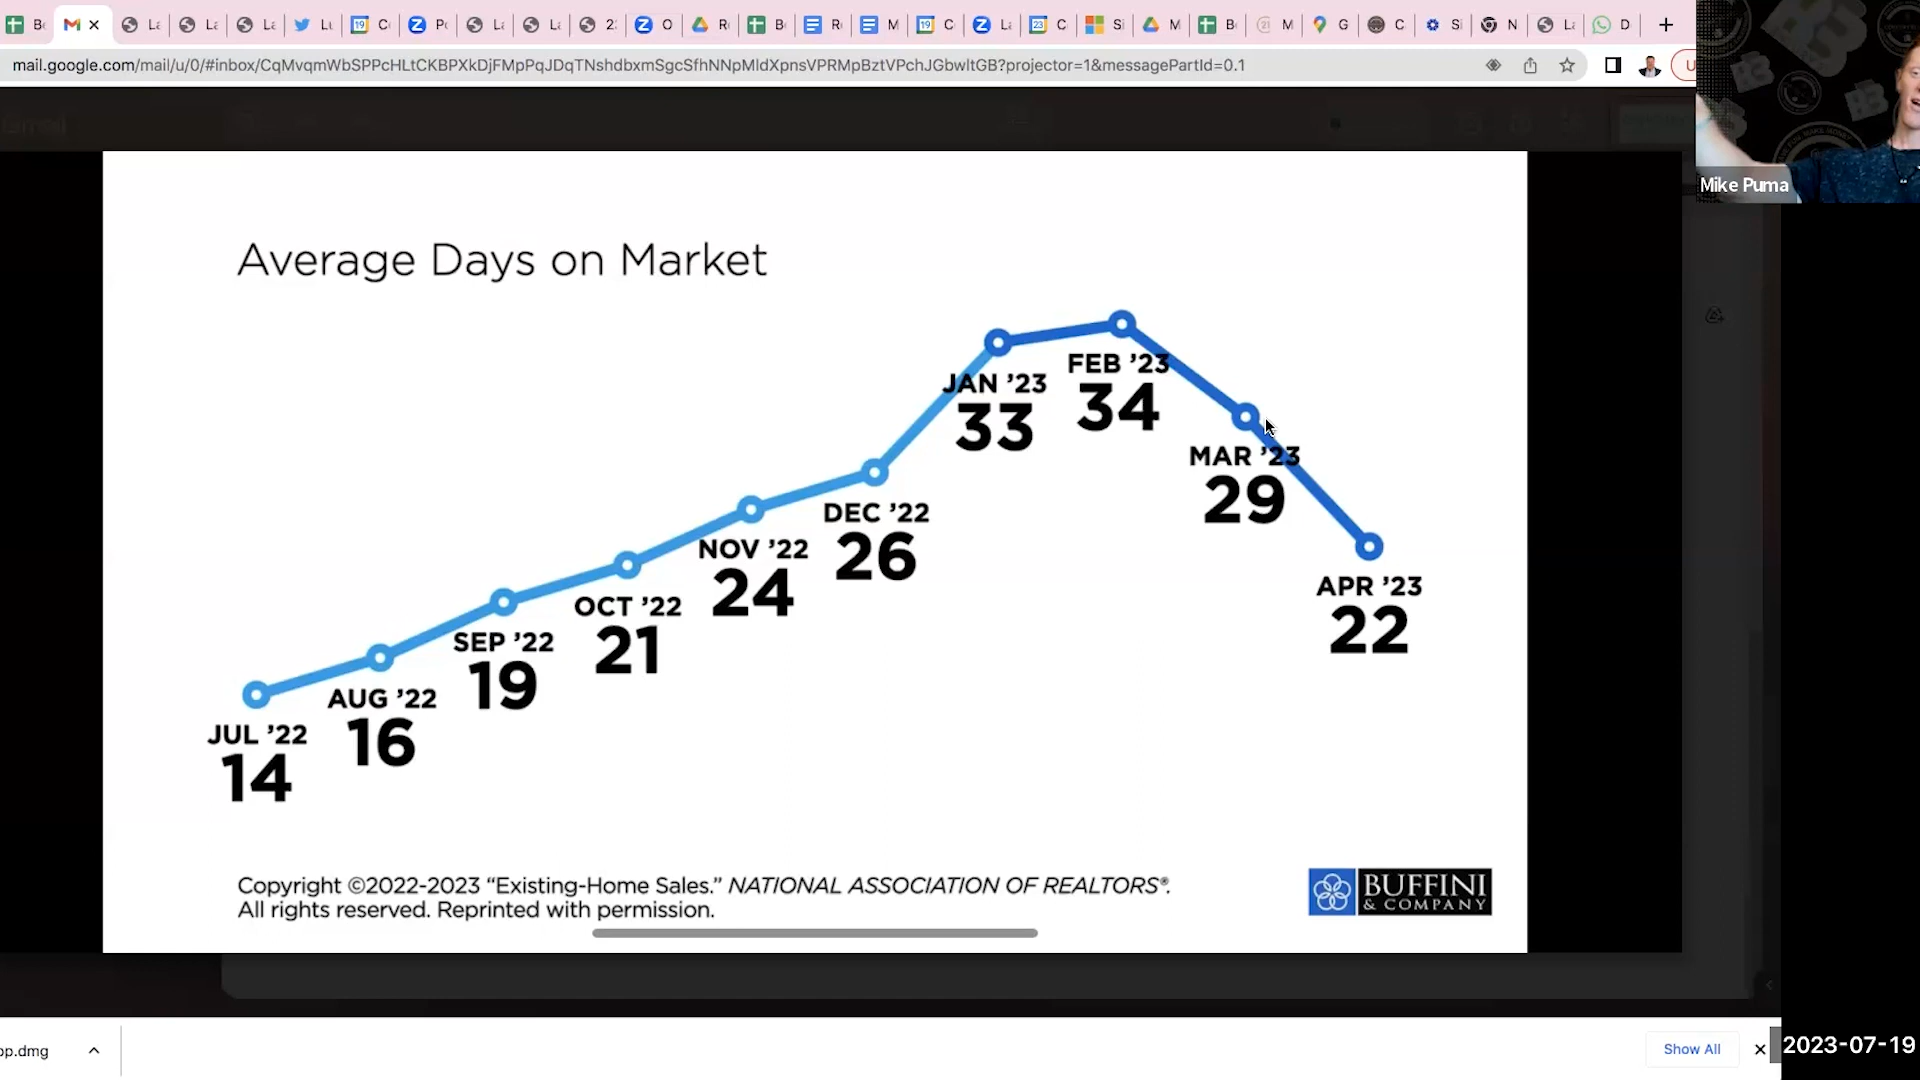 mail.google.com/mail/u/0/#inbox/CqMvqmWbSPPcHLtCKBPXkDjFMpPqJDqTNshdbxmSgcSfhNNpMldXpnsVPRMpBztVPchJGbwltGB?projector=1&messagePartId=0.1
Mike Puma
Average Days on Market
JAN ’23
33
FEB ’23
34
MAR ’23
29
DEC ’22
26
NOV ’22
24
APR ’23
22
OCT ’22
21
SEP ’22
19
AUG ’22
16
JUL ’22
14
Copyright ©2022-2023 “Existing-Home Sales.” NATIONAL ASSOCIATION OF REALTORS®.
All rights reserved. Reprinted with permission.
BUFFINI
& COMPANY
pp.dmg
Show All
2023-07-19